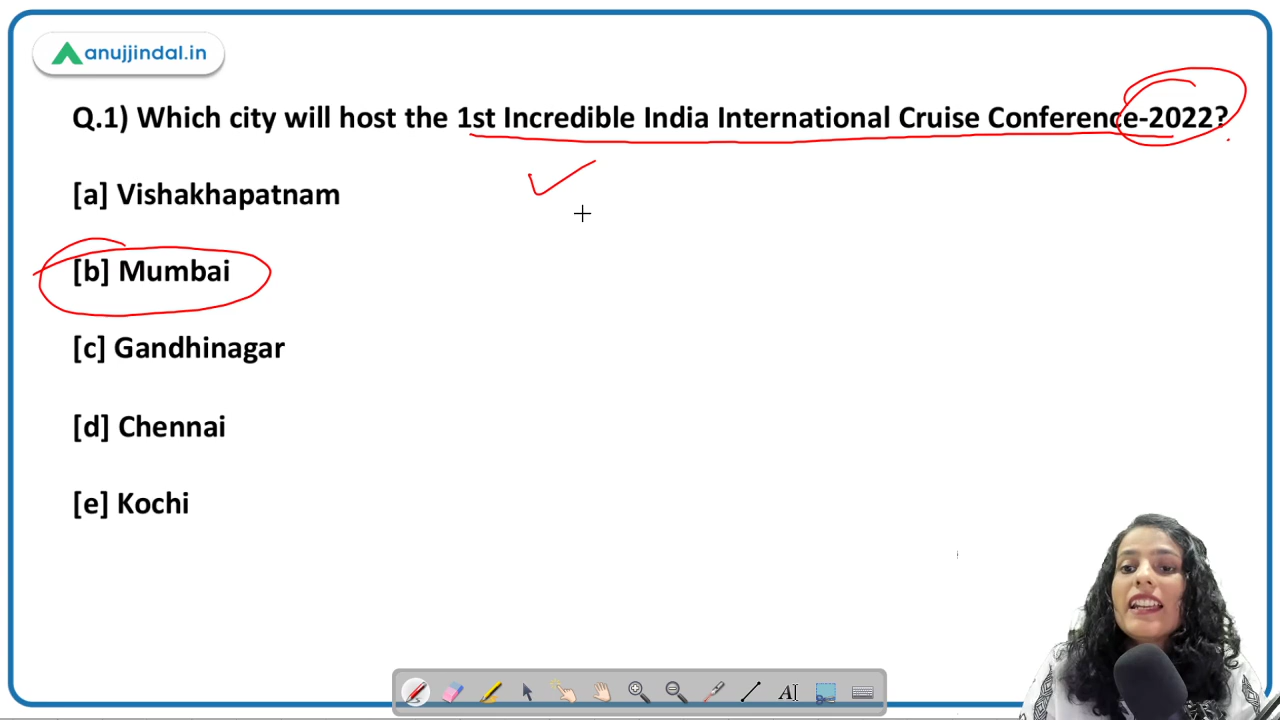 anujjindal.in
Q.1) Which city will host the 1st Incredible India International Cruise Conference-2022?
[a] Vishakhapatnam
[b] Mumbai
[c] Gandhinagar
[d] Chennai
[e] Kochi
AI